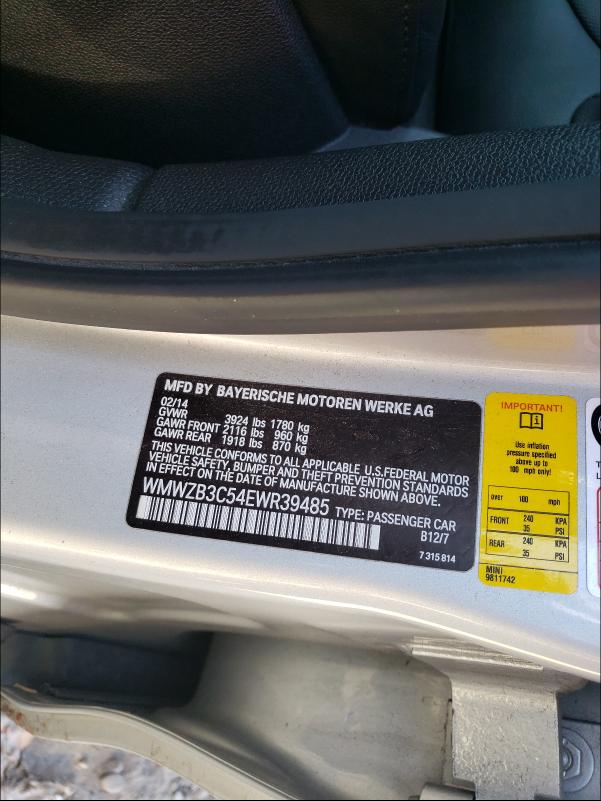 MFD BY BAYERISCHE MOTOREN WERKE AG
02/14
GVWR 3924 lbs 1780 kg
GAWR FRONT 2116 lbs 960 kg
GAWR REAR 1918 lbs 870 kg
THIS VEHICLE CONFORMS TO ALL APPLICABLE U.S. FEDERAL MOTOR
VEHICLE SAFETY, BUMPER AND THEFT PREVENTION STANDARDS
IN EFFECT ON THE DATE OF MANUFACTURE SHOWN ABOVE.
WMWZB3C54EWR39485 TYPE: PASSENGER CAR
B12/7
7 315 814
IMPORTANT!
Use inflation
pressure specified
above up to
100 mph only!
over 100 mph
FRONT 240 KPA
35 PSI
REAR 240 KPA
35 PSI
MINI
9811742